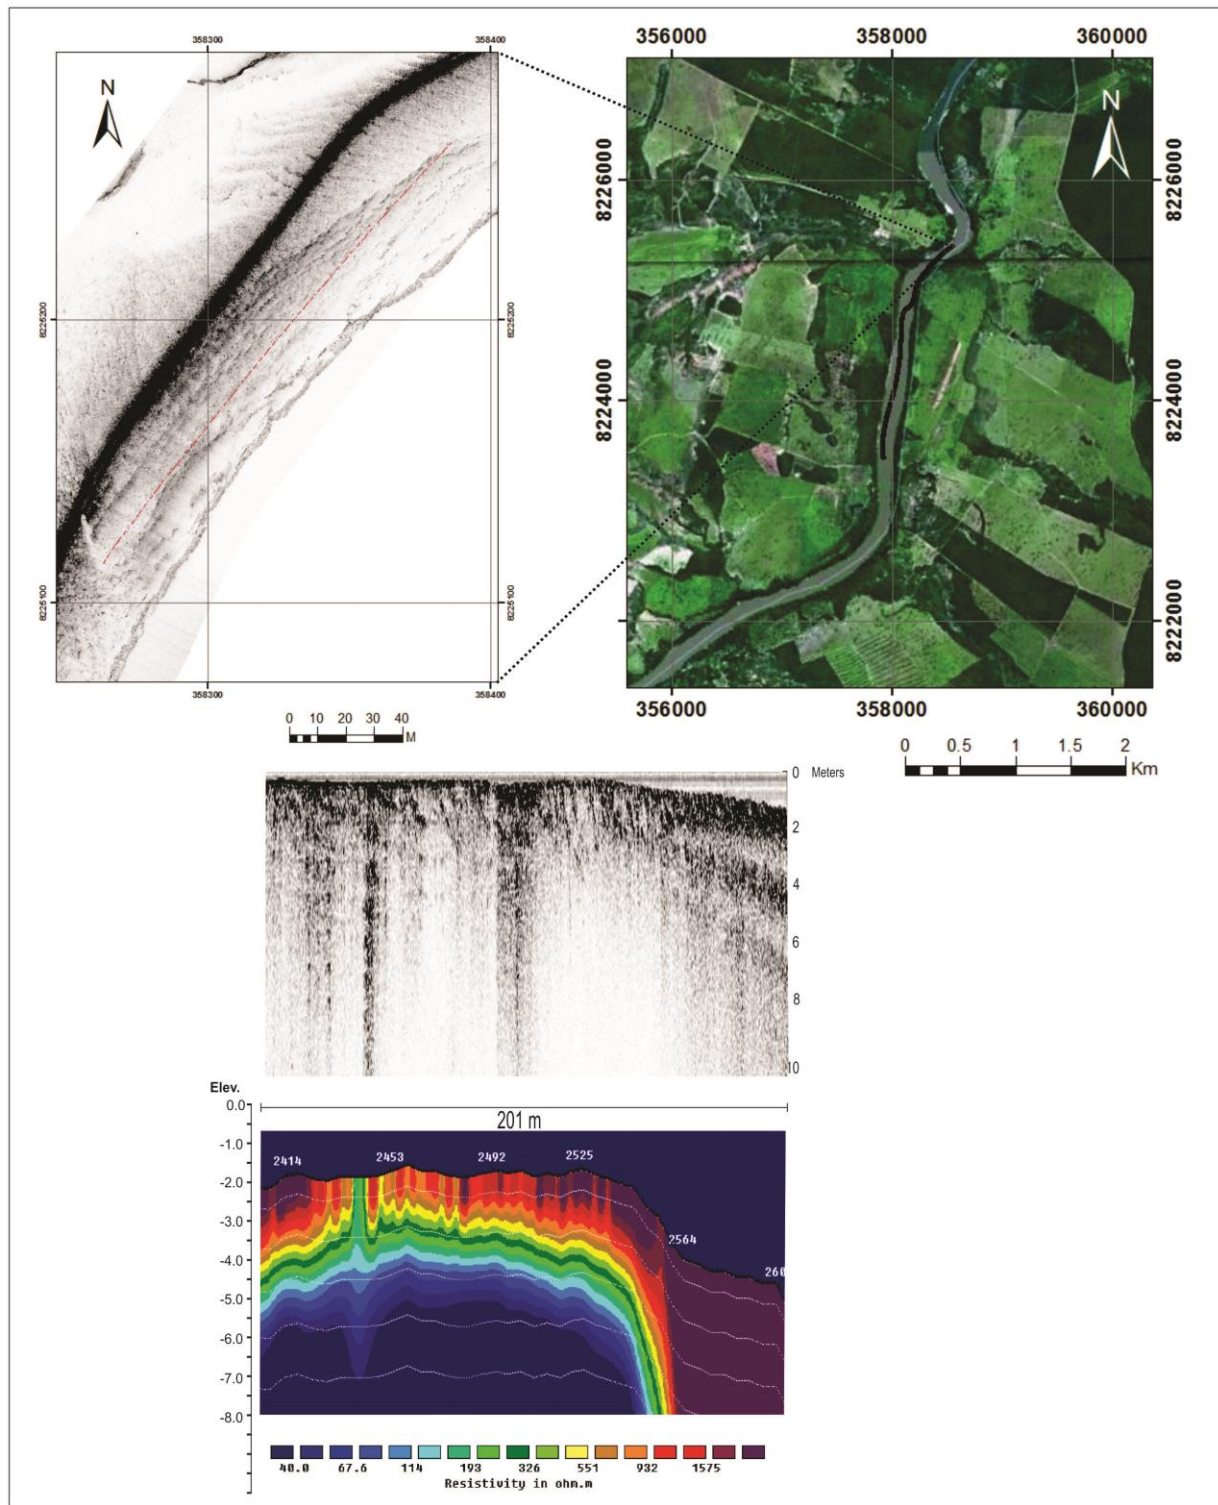 358300 358400
N
8225200 8225200
8225100 8225100
358300 358400
0 10 20 30 40
M
356000 358000 360000
N
8226000 8226000
8224000 8224000
8222000 8222000
356000 358000 360000
0 0.5 1 1.5 2
Km
0 Meters
2
4
6
8
10
Elev.
0.0
201 m
-1.0
2414 2453 2492 2525
-2.0
-3.0
2564
-4.0
260
-5.0
-6.0
-7.0
-8.0
40.0 67.6 114 193 326 551 932 1575
Resistivity in ohm.m